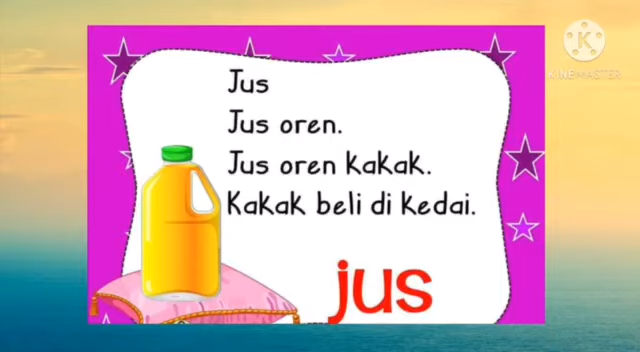 Jus
Jus oren.
Jus oren kakak.
Kakak beli di kedai.
jus
K
KINEMASTER